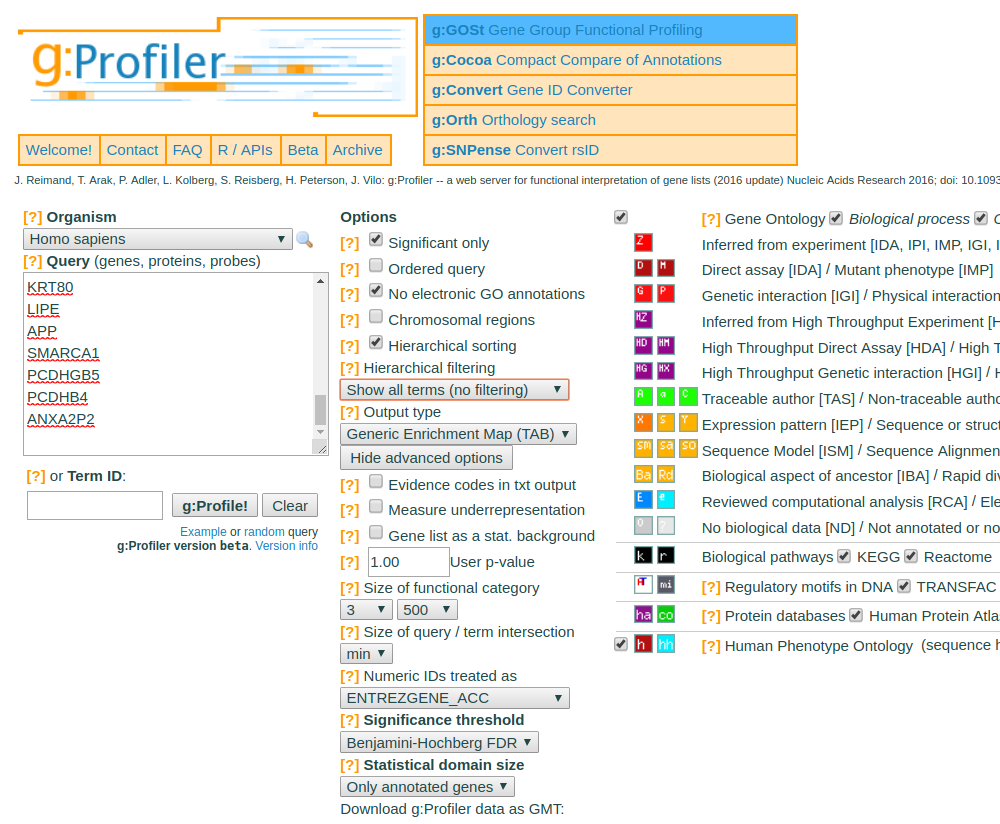 g:Profiler
g:GOSt Gene Group Functional Profiling
g:Cocoa Compact Compare of Annotations
g:Convert Gene ID Converter
g:Orth Orthology search
g:SNPense Convert rsID
Welcome! Contact FAQ R / APIs Beta Archive
J. Reimand, T. Arak, P. Adler, L. Kolberg, S. Reisberg, H. Peterson, J. Vilo: g:Profiler -- a web server for functional interpretation of gene lists (2016 update) Nucleic Acids Research 2016; doi: 10.1093
[?] Organism
Homo sapiens
[?] Query (genes, proteins, probes)
KRT80
LIPE
APP
SMARCA1
PCDHGB5
PCDHB4
ANXA2P2
[?] or Term ID:
g:Profile! Clear
Example or random query
g:Profiler version beta. Version info
Options
[?] Significant only
[?] Ordered query
[?] No electronic GO annotations
[?] Chromosomal regions
[?] Hierarchical sorting
[?] Hierarchical filtering
Show all terms (no filtering)
[?] Output type
Generic Enrichment Map (TAB)
Hide advanced options
[?] Evidence codes in txt output
[?] Measure underrepresentation
[?] Gene list as a stat. background
[?] 1.00 User p-value
[?] Size of functional category
3 500
[?] Size of query / term intersection
min
[?] Numeric IDs treated as
ENTREZGENE_ACC
[?] Significance threshold
Benjamini-Hochberg FDR
[?] Statistical domain size
Only annotated genes
Download g:Profiler data as GMT:
[?] Gene Ontology Biological process
Z Inferred from experiment [IDA, IPI, IMP, IGI, I
D M Direct assay [IDA] / Mutant phenotype [IMP]
G P Genetic interaction [IGI] / Physical interaction
HZ Inferred from High Throughput Experiment [H
HD HM High Throughput Direct Assay [HDA] / High T
HG HX High Throughput Genetic interaction [HGI] / H
A a C Traceable author [TAS] / Non-traceable autho
X S Y Expression pattern [IEP] / Sequence or struct
sm sa so Sequence Model [ISM] / Sequence Alignmen
Ba Rd Biological aspect of ancestor [IBA] / Rapid div
E e Reviewed computational analysis [RCA] / Ele
0 ? No biological data [ND] / Not annotated or no
k r Biological pathways KEGG Reactome
HT mi [?] Regulatory motifs in DNA TRANSFAC
ha co [?] Protein databases Human Protein Atla
h hh [?] Human Phenotype Ontology (sequence h